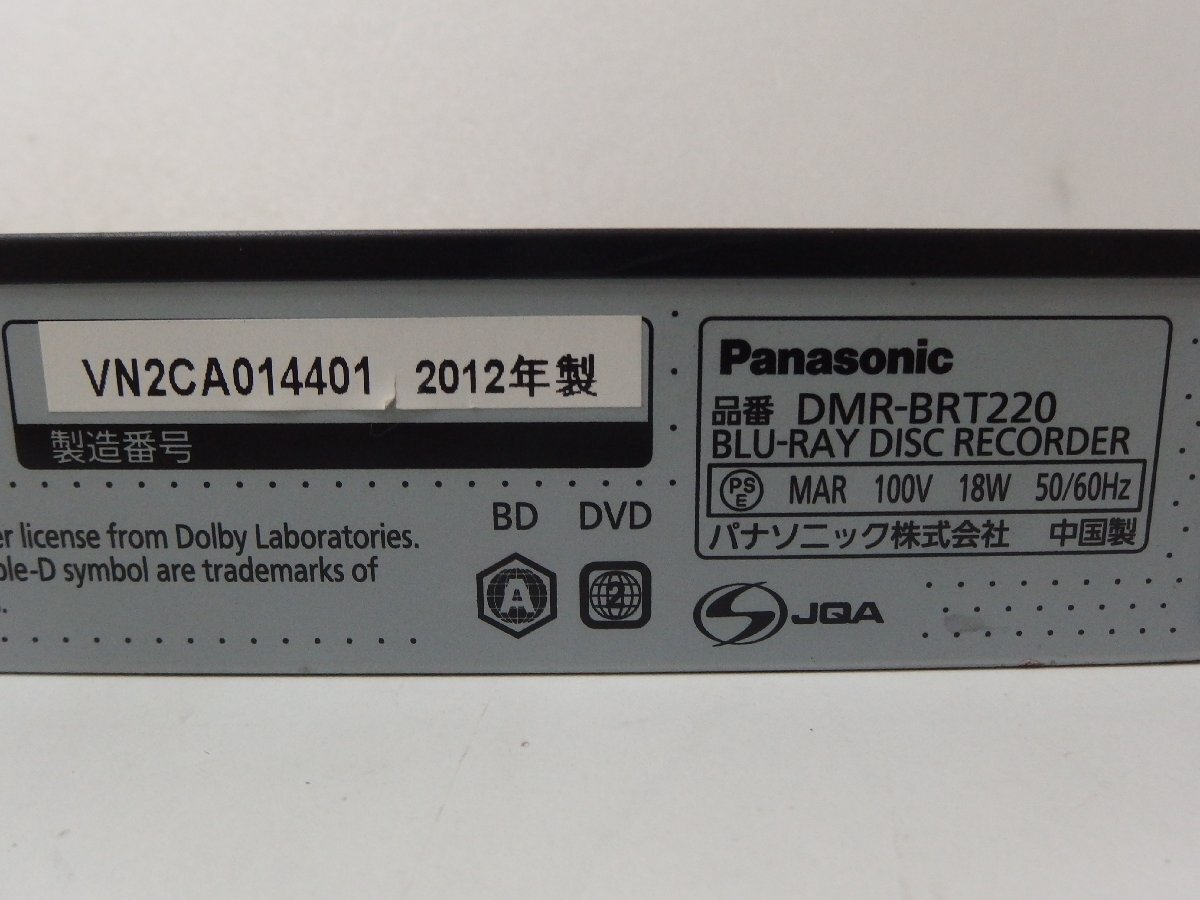 VN2CA014401 2012年製
製造番号
er license from Dolby Laboratories.
ble-D symbol are trademarks of
BD DVD
A 2
Panasonic
品番 DMR-BRT220
BLU-RAY DISC RECORDER
PSE MAR 100V 18W 50/60Hz
パナソニック株式会社 中国製
S JQA